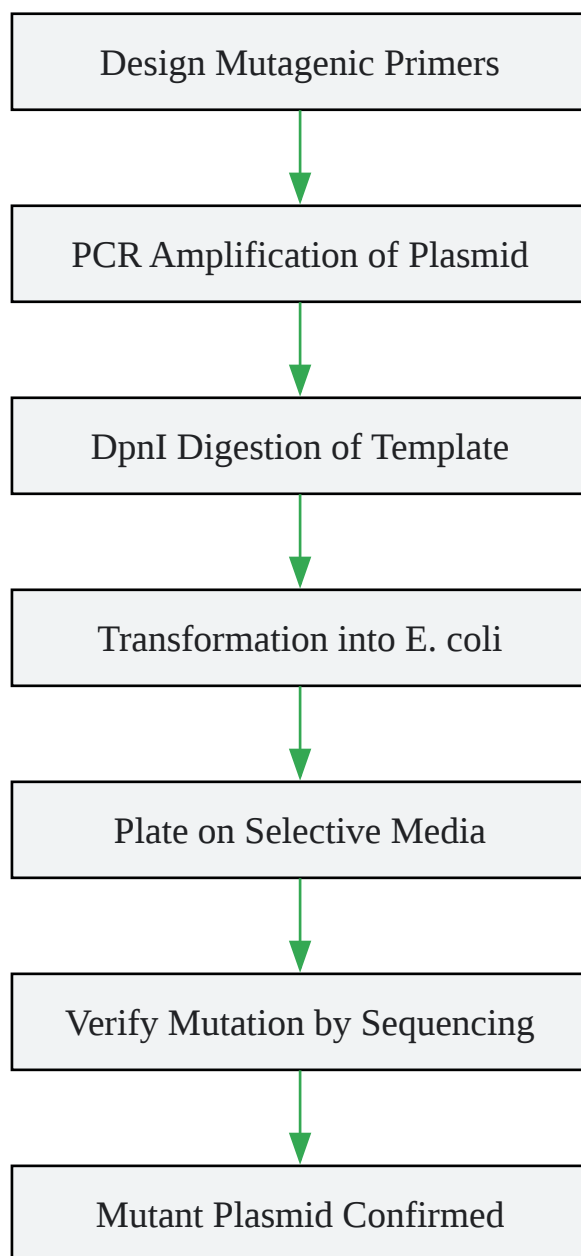 Design Mutagenic Primers
PCR Amplification of Plasmid
DpnI Digestion of Template
Transformation into E. coli
Plate on Selective Media
Verify Mutation by Sequencing
Mutant Plasmid Confirmed